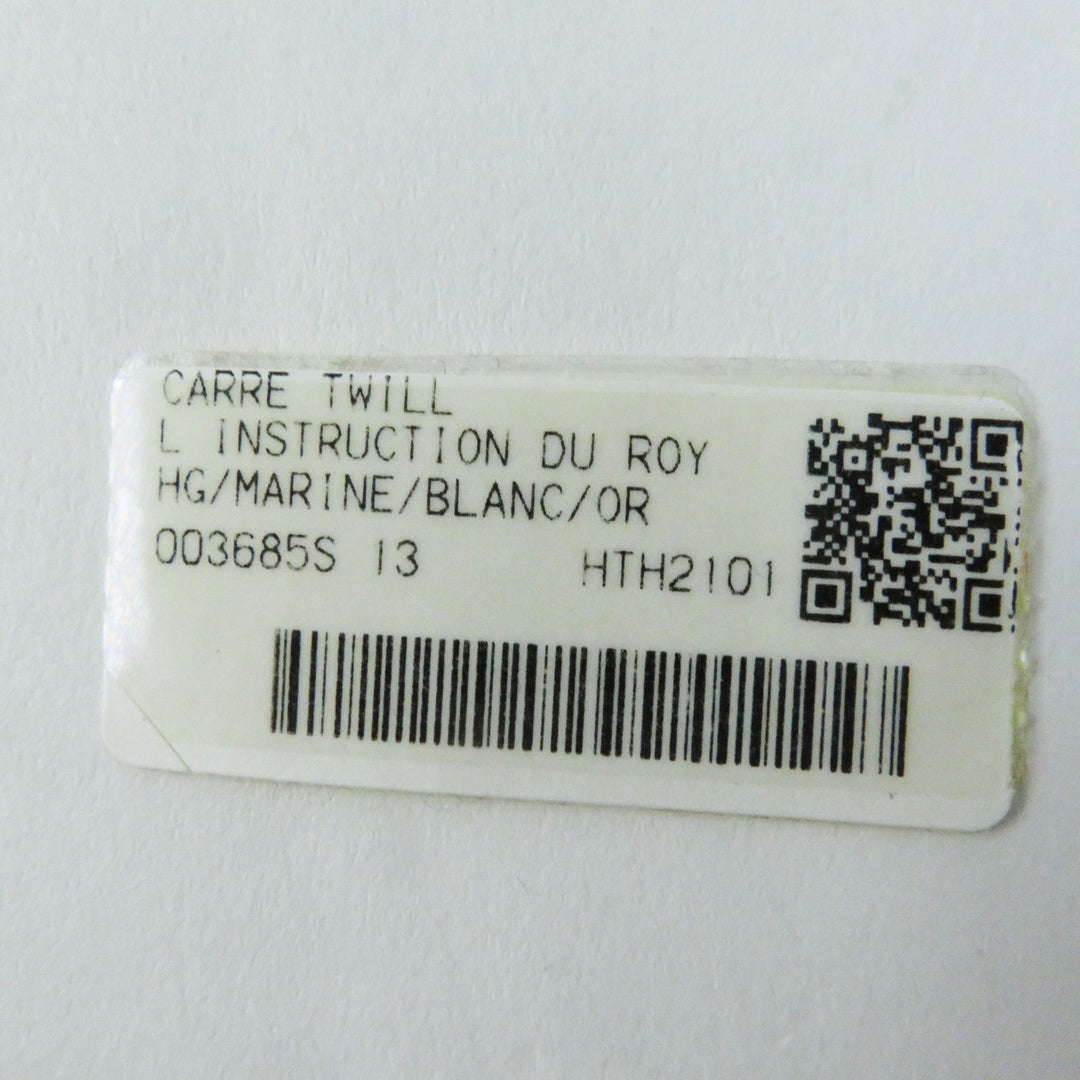 CARRE TWILL
L INSTRUCTION DU ROY
HG/MARINE/BLANC/OR
003685S 13 HTH2101